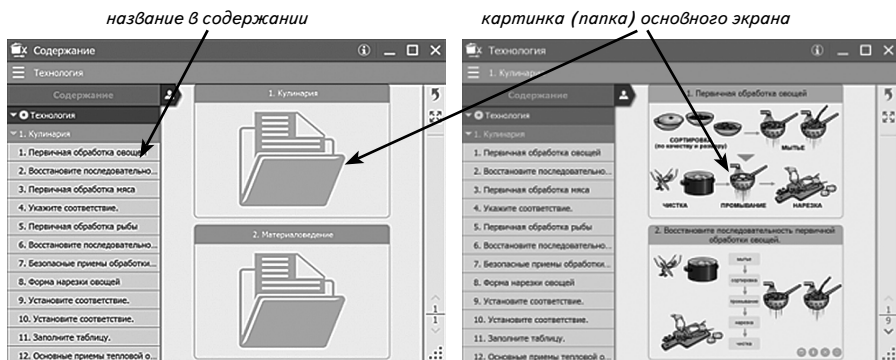 название в содержании
картинка (папка) основного экрана
Содержание
Технология
Содержание
Технология
1. Кулинария
1. Первичная обработка овощей
2. Восстановите последовательно...
3. Первичная обработка мяса
4. Укажите соответствие.
5. Первичная обработка рыбы
6. Восстановите последовательно...
7. Безопасные приемы обработки...
8. Форма нарезки овощей
9. Установите соответствие.
10. Установите соответствие.
11. Заполните таблицу.
12. Основные приемы тепловой о...
1. Кулинария
2. Материаловедение
1
1
Технология
1. Кулинария
Содержание
Технология
1. Кулинария
1. Первичная обработка овощей
2. Восстановите последовательно...
3. Первичная обработка мяса
4. Укажите соответствие.
5. Первичная обработка рыбы
6. Восстановите последовательно...
7. Безопасные приемы обработки...
8. Форма нарезки овощей
9. Установите соответствие.
10. Установите соответствие.
11. Заполните таблицу.
12. Основные приемы тепловой о...
1. Первичная обработка овощей
СОРТИРОВКА
(по качеству и размеру)
МЫТЬЕ
ЧИСТКА
ПРОМЫВАНИЕ
НАРЕЗКА
2. Восстановите последовательность первичной
обработки овощей.
мытье
сортировка
промывание
нарезка
чистка
1
9